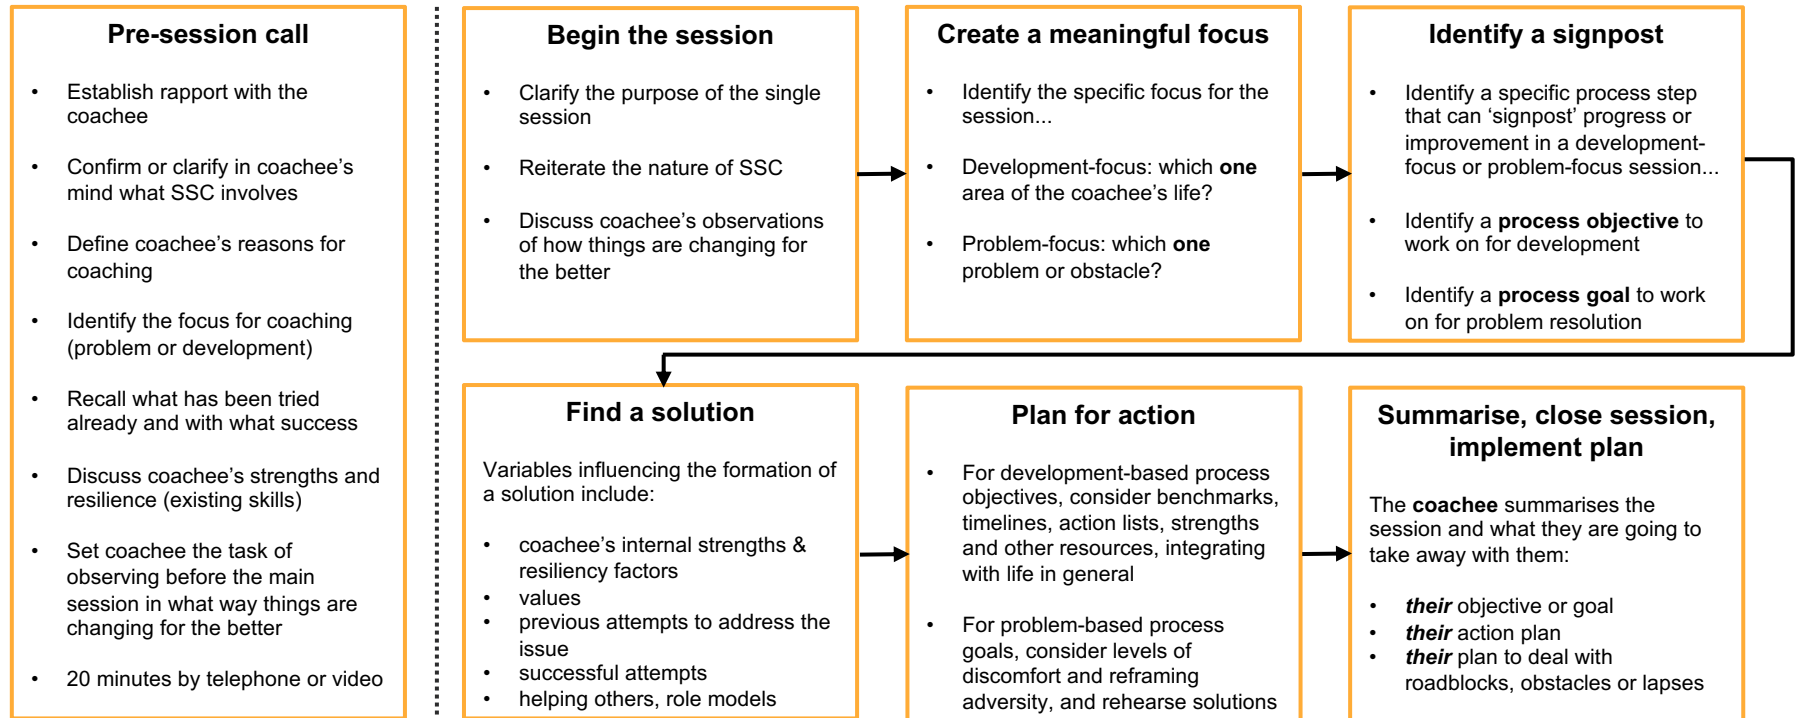 Pre-session call
• Establish rapport with the
coachee
• Confirm or clarify in coachee's
mind what SSC involves
• Define coachee's reasons for
coaching
• Identify the focus for coaching
(problem or development)
• Recall what has been tried
already and with what success
• Discuss coachee's strengths and
resilience (existing skills)
• Set coachee the task of
observing before the main
session in what way things are
changing for the better
• 20 minutes by telephone or video
Begin the session
• Clarify the purpose of the single
session
• Reiterate the nature of SSC
• Discuss coachee's observations
of how things are changing for
the better
Create a meaningful focus
• Identify the specific focus for the
session...
• Development-focus: which one
area of the coachee's life?
• Problem-focus: which one
problem or obstacle?
Identify a signpost
• Identify a specific process step
that can 'signpost' progress or
improvement in a development-
focus or problem-focus session...
• Identify a process objective to
work on for development
• Identify a process goal to work
on for problem resolution
Find a solution
Variables influencing the formation of
a solution include:
• coachee's internal strengths &
resiliency factors
• values
• previous attempts to address the
issue
• successful attempts
• helping others, role models
Plan for action
• For development-based process
objectives, consider benchmarks,
timelines, action lists, strengths
and other resources, integrating
with life in general
• For problem-based process
goals, consider levels of
discomfort and reframing
adversity, and rehearse solutions
Summarise, close session,
implement plan
The coachee summarises the
session and what they are going to
take away with them:
• their objective or goal
• their action plan
• their plan to deal with
roadblocks, obstacles or lapses